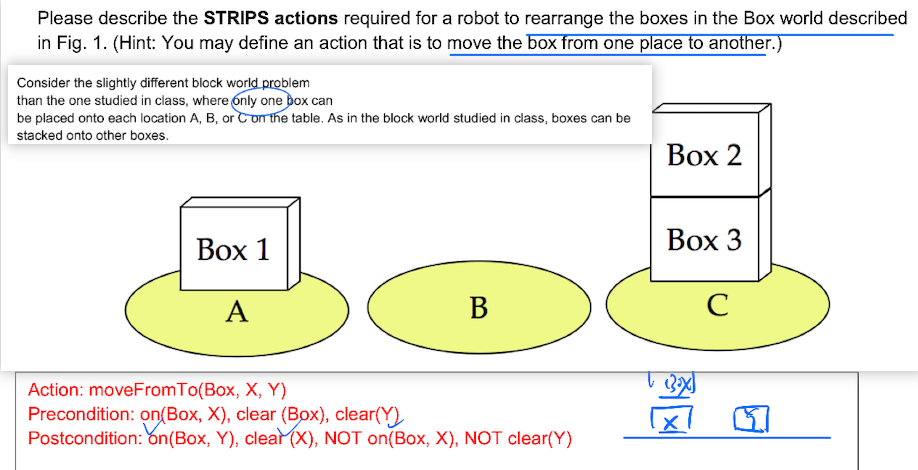 Please describe the STRIPS actions required for a robot to rearrange the boxes in the Box world described
in Fig. 1. (Hint: You may define an action that is to move the box from one place to another.)
Consider the slightly different block world problem
than the one studied in class, where only one box can
be placed onto each location A, B, or C on the table. As in the block world studied in class, boxes can be
stacked onto other boxes.
Box 2
Box 1
Box 3
A
B
C
Action: moveFromTo(Box, X, Y)
Precondition: on(Box, X), clear (Box), clear(Y)
Postcondition: on(Box, Y), clear (X), NOT on(Box, X), NOT clear(Y)
Box
X
Y